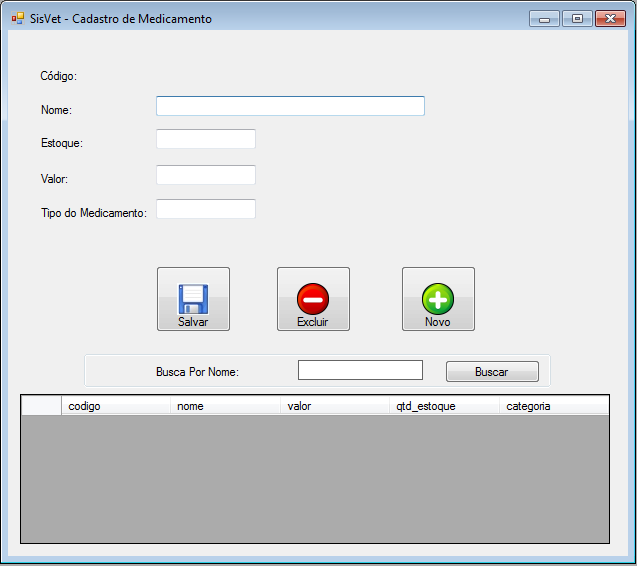 SisVet - Cadastro de Medicamento
Código:
Nome:
Estoque:
Valor:
Tipo do Medicamento:
Salvar Excluir Novo
Busca Por Nome: Buscar
codigo nome valor qtd_estoque categoria